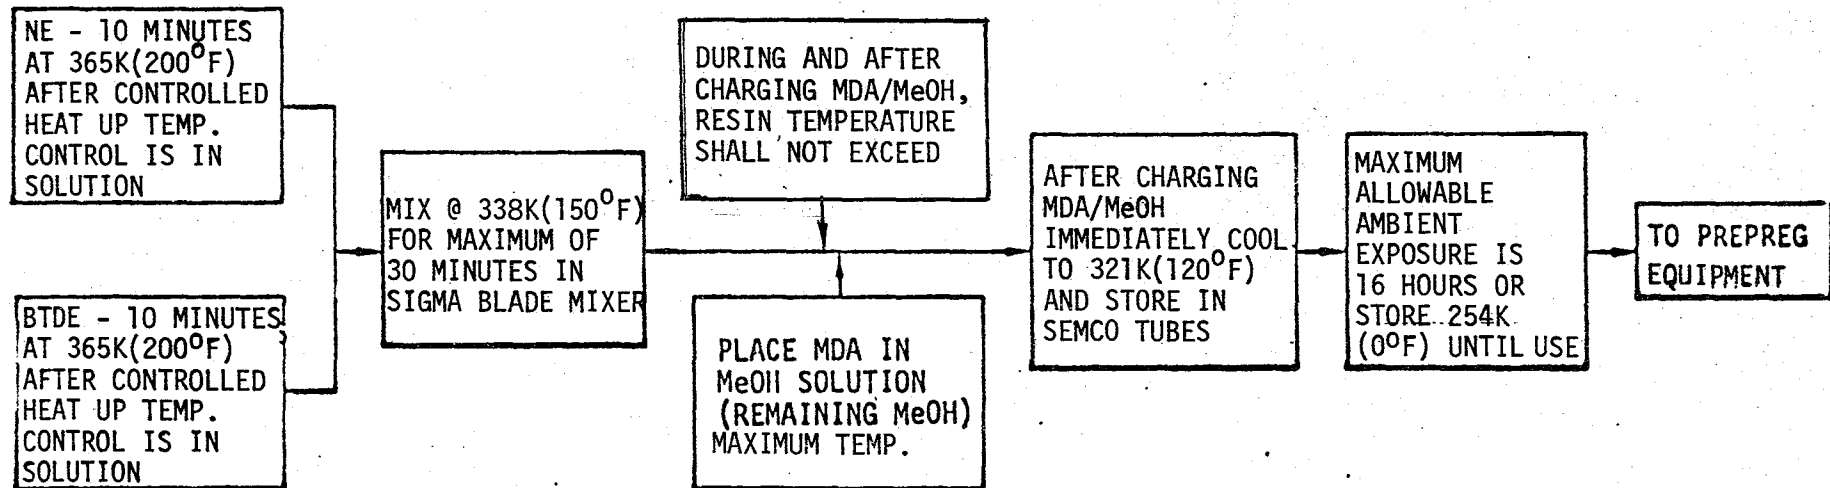 NE - 10 MINUTES
AT 365K(200°F)
AFTER CONTROLLED
HEAT UP TEMP.
CONTROL IS IN
SOLUTION
BTDE - 10 MINUTES
AT 365K(200°F)
AFTER CONTROLLED
HEAT UP TEMP.
CONTROL IS IN
SOLUTION
MIX @ 338K(150°F)
FOR MAXIMUM OF
30 MINUTES IN
SIGMA BLADE MIXER
DURING AND AFTER
CHARGING MDA/MeOH,
RESIN TEMPERATURE
SHALL NOT EXCEED
PLACE MDA IN
MeOH SOLUTION
(REMAINING MeOH)
MAXIMUM TEMP.
AFTER CHARGING
MDA/MeOH
IMMEDIATELY COOL
TO 321K(120°F)
AND STORE IN
SEMCO TUBES
MAXIMUM
ALLOWABLE
AMBIENT
EXPOSURE IS
16 HOURS OR
STORE 254K
(0°F) UNTIL USE
TO PREPREG
EQUIPMENT